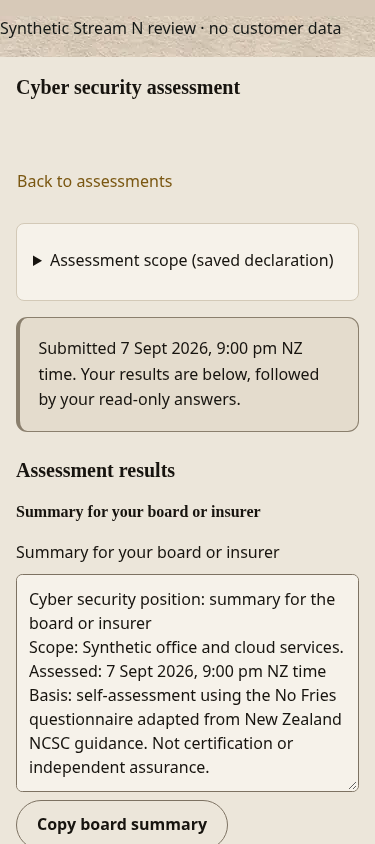 Synthetic Stream N review · no customer data
Cyber security assessment
Back to assessments
Assessment scope (saved declaration)
Submitted 7 Sept 2026, 9:00 pm NZ
time. Your results are below, followed
by your read-only answers.
Assessment results
Summary for your board or insurer
Summary for your board or insurer
Cyber security position: summary for the
board or insurer
Scope: Synthetic office and cloud services.
Assessed: 7 Sept 2026, 9:00 pm NZ time
Basis: self-assessment using the No Fries
questionnaire adapted from New Zealand
NCSC guidance. Not certification or
independent assurance.
Copy board summary